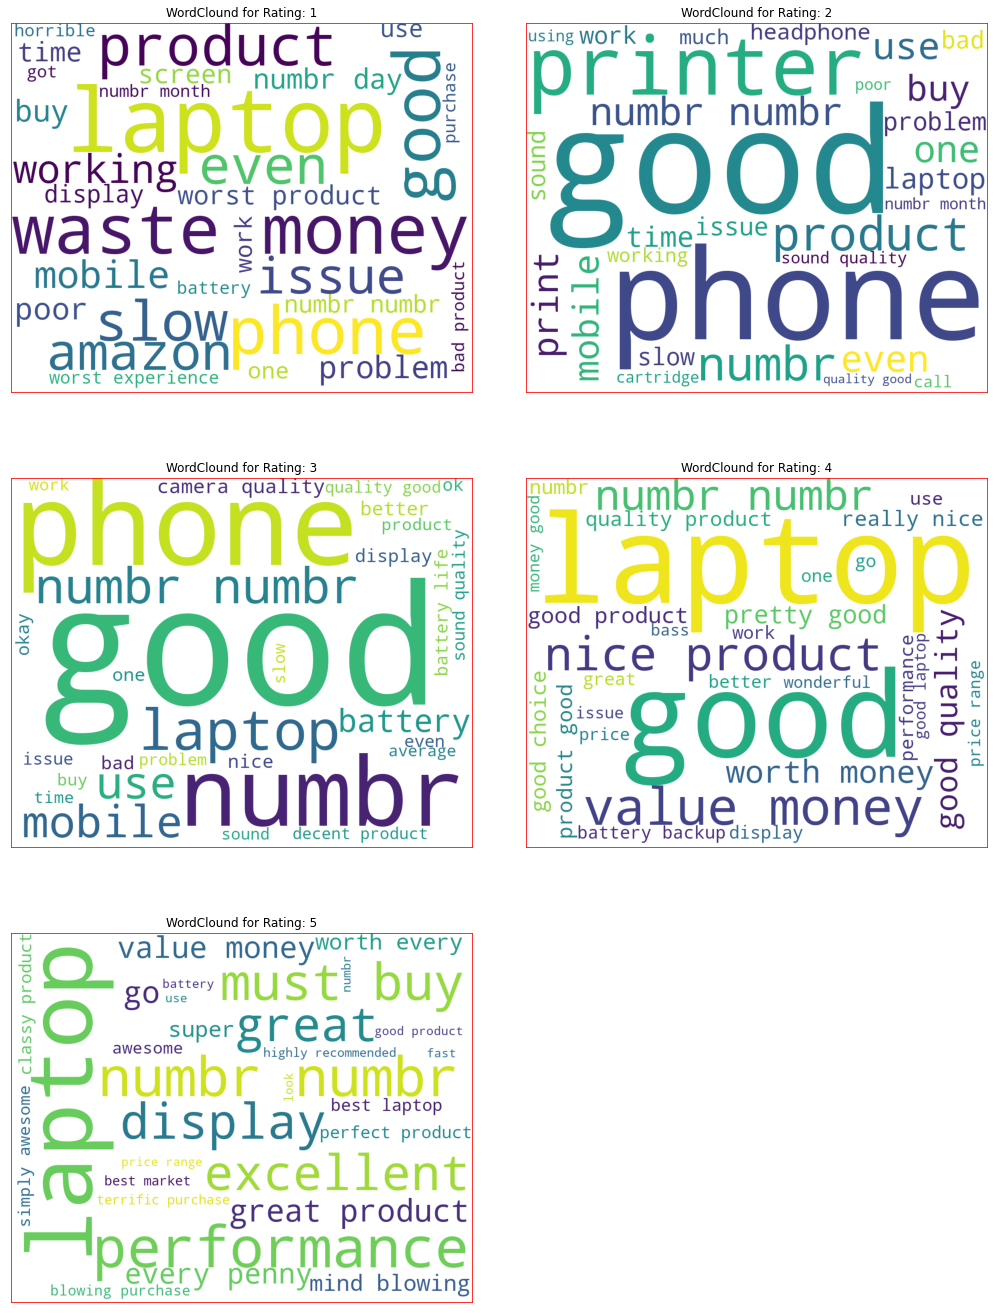 WordClound for Rating: 1
horrible
use
product
time
good
got
screen
numbr day
purchase
numbr month
laptop
buy
working
even
display
worst product
waste money
work
mobile
issue
battery
bad product
poor
slow
numbr numbr
phone
amazon
one
problem
worst experience
WordClound for Rating: 2
using
work
much
headphone
bad
printer
use
poor
buy
numbr numbr
problem
good
sound
one
laptop
numbr month
time
issue
product
working
sound quality
print
mobile
phone
slow
numbr
even
cartridge
quality good
call
WordClound for Rating: 3
work
camera quality
quality good
ok
phone
better
product
display
numbr numbr
battery life
sound quality
good
okay
slow
one
laptop
battery
even
issue
bad
problem
nice
average
buy
use
numbr
time
mobile
sound
decent product
WordClound for Rating: 4
numbr
numbr numbr
use
money good
quality product
really nice
laptop
go
one
good product
pretty good
bass
work
nice product
performance
good laptop
good quality
great
better
wonderful
price range
good choice
product good
good
issue
price
worth money
value money
battery backup
display
WordClound for Rating: 5
classy product
laptop
value money
worth every
must buy
numbr
battery
go
use
super
great
good product
awesome
highly recommended
fast
numbr numbr
look
simply awesome
best laptop
display
perfect product
price range
excellent
best market
terrific purchase
great product
performance
every penny
mind blowing
blowing purchase